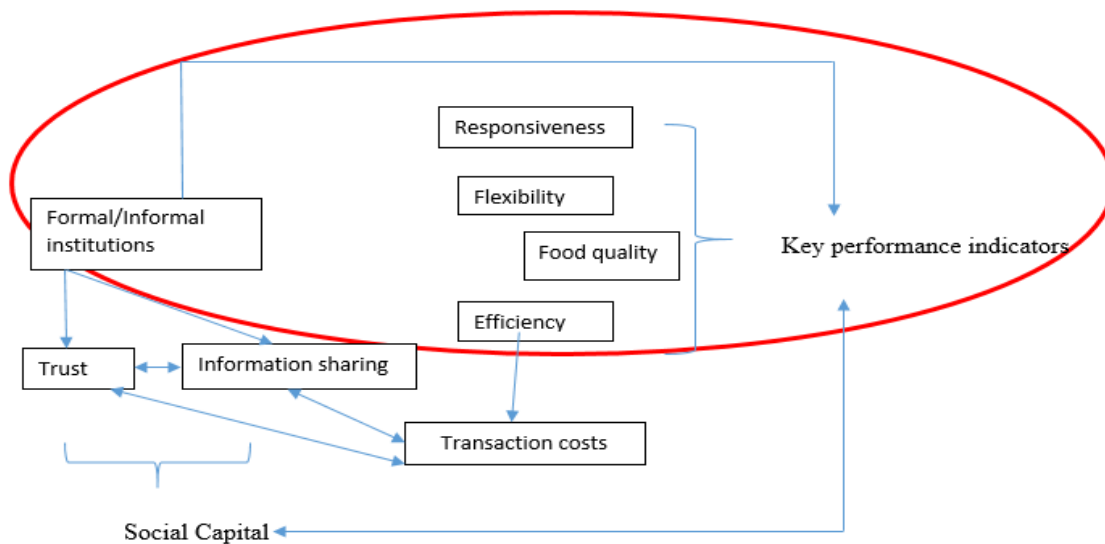 Responsiveness
Flexibility
Formal/Informal
institutions
Food quality
Key performance indicators
Efficiency
Trust
Information sharing
Transaction costs
Social Capital